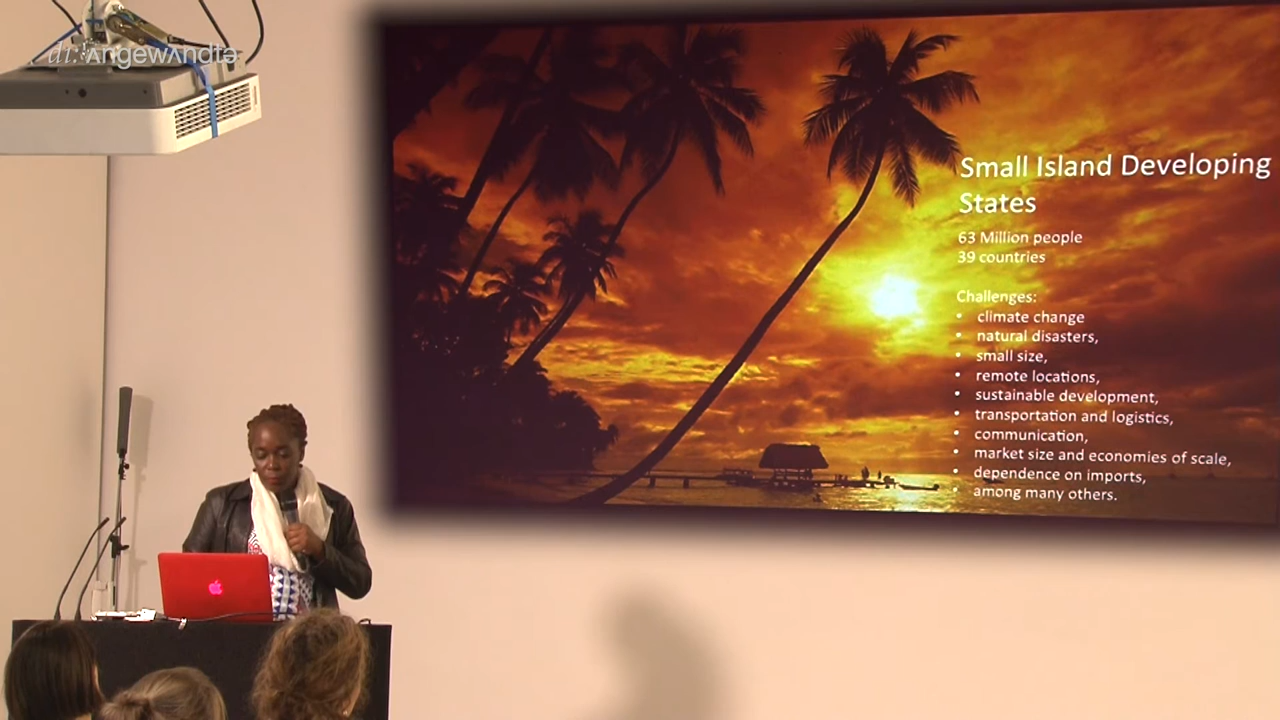 di:ʌngewʌndtə
Small Island Developing
States
63 Million people
39 countries
Challenges:
• climate change
• natural disasters,
• small size,
• remote locations,
• sustainable development,
• transportation and logistics,
• communication,
• market size and economies of scale,
• dependence on imports,
• among many others.